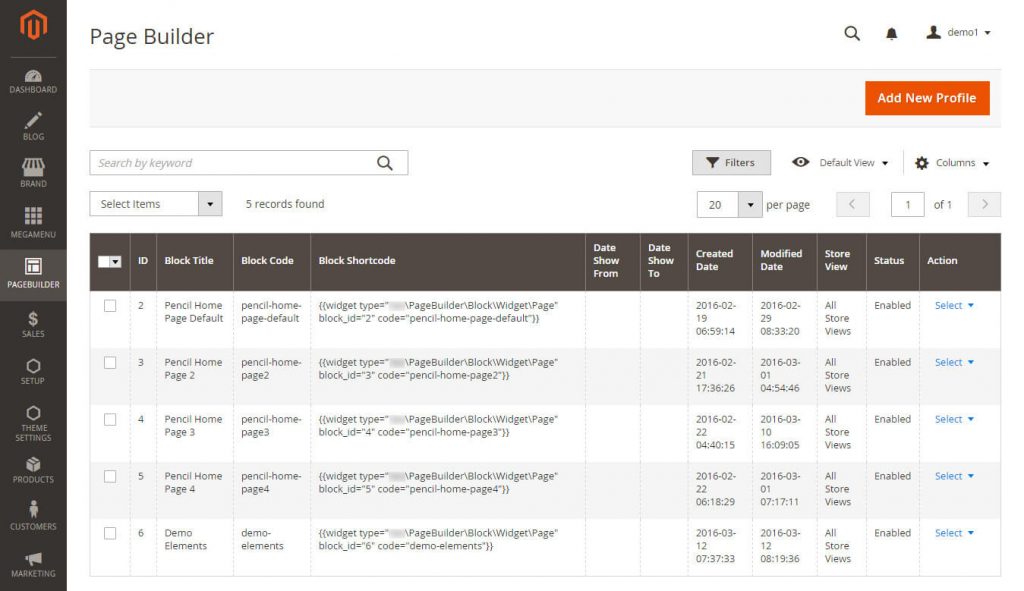 Page Builder
demo1
DASHBOARD
BLOG
BRAND
MEGAMENU
PAGEBUILDER
SALES
SETUP
THEME
SETTINGS
PRODUCTS
CUSTOMERS
MARKETING
Add New Profile
Search by keyword
Filters
Default View
Columns
Select Items
5 records found
20
per page
1
of 1
ID
Block Title
Block Code
Block Shortcode
Date
Show
From
Date
Show
To
Created
Date
Modified
Date
Store
View
Status
Action
2
Pencil Home
Page Default
pencil-home-
page-default
{{widget type="\PageBuilder\Block\Widget\Page"
block_id="2" code="pencil-home-page-default"}}
2016-02-
19
06:59:14
2016-02-
29
08:33:20
All
Store
Views
Enabled
Select
3
Pencil Home
Page 2
pencil-home-
page2
{{widget type="\PageBuilder\Block\Widget\Page"
block_id="3" code="pencil-home-page2"}}
2016-02-
21
17:36:26
2016-03-
01
04:54:46
All
Store
Views
Enabled
Select
4
Pencil Home
Page 3
pencil-home-
page3
{{widget type="\PageBuilder\Block\Widget\Page"
block_id="4" code="pencil-home-page3"}}
2016-02-
22
04:40:15
2016-03-
10
16:09:05
All
Store
Views
Enabled
Select
5
Pencil Home
Page 4
pencil-home-
page4
{{widget type="\PageBuilder\Block\Widget\Page"
block_id="5" code="pencil-home-page4"}}
2016-02-
22
06:18:29
2016-03-
01
07:17:11
All
Store
Views
Enabled
Select
6
Demo
Elements
demo-
elements
{{widget type="\PageBuilder\Block\Widget\Page"
block_id="6" code="demo-elements"}}
2016-03-
12
07:37:33
2016-03-
12
08:19:36
All
Store
Views
Enabled
Select